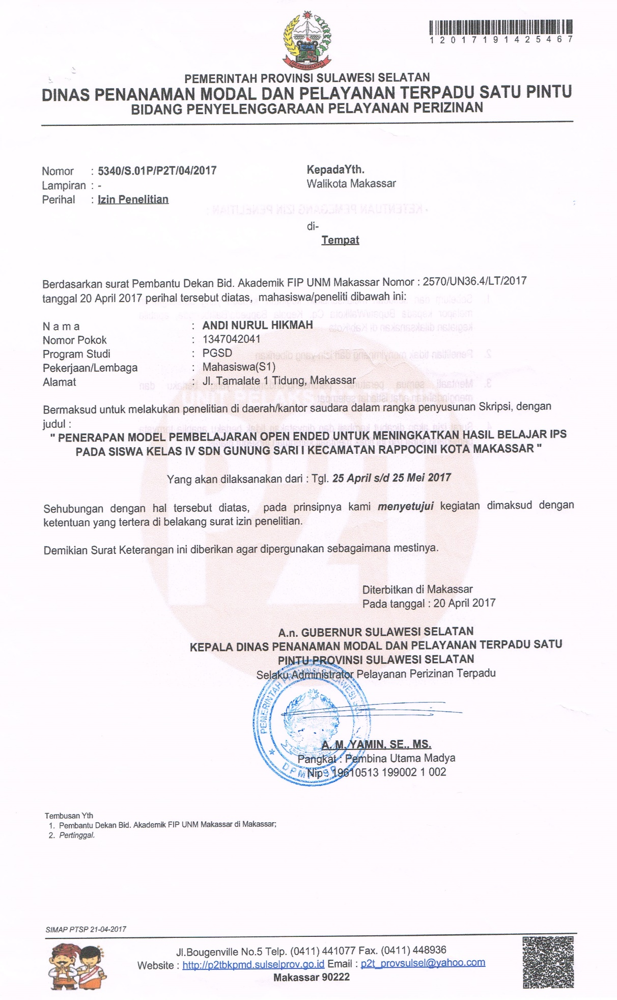 1 2 0 1 7 1 9 1 4 2 5 4 6 7
SULAWESI SELATAN
PEMERINTAH PROVINSI SULAWESI SELATAN
DINAS PENANAMAN MODAL DAN PELAYANAN TERPADU SATU PINTU
BIDANG PENYELENGGARAAN PELAYANAN PERIZINAN
Nomor : 5340/S.01P/P2T/04/2017
Lampiran : -
Perihal : Izin Penelitian
KepadaYth.
Walikota Makassar
di-
Tempat
Berdasarkan surat Pembantu Dekan Bid. Akademik FIP UNM Makassar Nomor : 2570/UN36.4/LT/2017
tanggal 20 April 2017 perihal tersebut diatas, mahasiswa/peneliti dibawah ini:
N a m a : ANDI NURUL HIKMAH
Nomor Pokok : 1347042041
Program Studi : PGSD
Pekerjaan/Lembaga : Mahasiswa(S1)
Alamat : Jl. Tamalate 1 Tidung, Makassar
UNIT PELAKS
P2T
Bermaksud untuk melakukan penelitian di daerah/kantor saudara dalam rangka penyusunan Skripsi, dengan
judul :
" PENERAPAN MODEL PEMBELAJARAN OPEN ENDED UNTUK MENINGKATKAN HASIL BELAJAR IPS
PADA SISWA KELAS IV SDN GUNUNG SARI I KECAMATAN RAPPOCINI KOTA MAKASSAR "
Yang akan dilaksanakan dari : Tgl. 25 April s/d 25 Mei 2017
Sehubungan dengan hal tersebut diatas, pada prinsipnya kami menyetujui kegiatan dimaksud dengan
ketentuan yang tertera di belakang surat izin penelitian.
Demikian Surat Keterangan ini diberikan agar dipergunakan sebagaimana mestinya.
Diterbitkan di Makassar
Pada tanggal : 20 April 2017
A.n. GUBERNUR SULAWESI SELATAN
KEPALA DINAS PENANAMAN MODAL DAN PELAYANAN TERPADU SATU
PINTU PROVINSI SULAWESI SELATAN
Selaku Administrator Pelayanan Perizinan Terpadu
PEMERINTAH PROVINSI SULAWESI
A. M. YAMIN, SE., MS.
Pangkat : Pembina Utama Madya
Nip : 19610513 199002 1 002
Tembusan Yth
1. Pembantu Dekan Bid. Akademik FIP UNM Makassar di Makassar;
2. Pertinggal.
SIMAP PTSP 21-04-2017
Jl.Bougenville No.5 Telp. (0411) 441077 Fax. (0411) 448936
Website : http://p2tbkpmd.sulselprov.go.id Email : p2t_provsulsel@yahoo.com
Makassar 90222